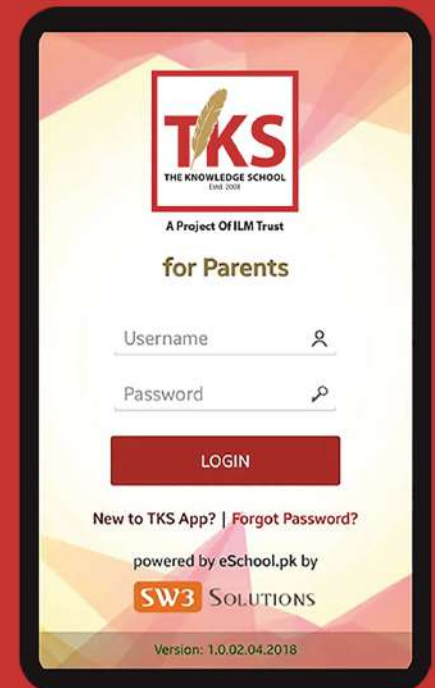 TKS
THE KNOWLEDGE SCHOOL
Estd. 2008
A Project Of ILM Trust
for Parents
Username
Password
LOGIN
New to TKS App? | Forgot Password?
powered by eSchool.pk by
SW3 SOLUTIONS
Version: 1.0.02.04.2018